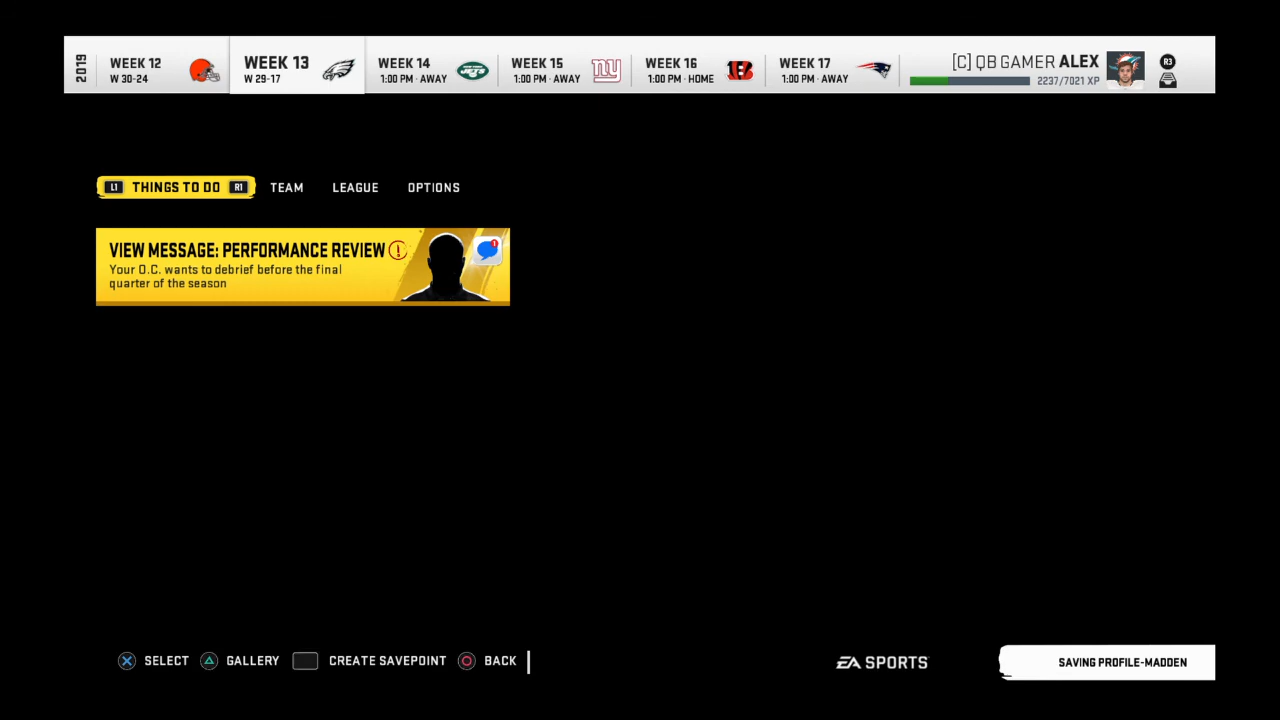 2019
WEEK 12
W 30-24
WEEK 13
W 29-17
WEEK 14
1:00 PM · AWAY
JETS
WEEK 15
1:00 PM · AWAY
ny
WEEK 16
1:00 PM · HOME
WEEK 17
1:00 PM · AWAY
[C] QB GAMER ALEX
2237/7021 XP
R3
L1 THINGS TO DO R1 TEAM LEAGUE OPTIONS
VIEW MESSAGE: PERFORMANCE REVIEW
1
Your O.C. wants to debrief before the final
quarter of the season
SELECT GALLERY CREATE SAVEPOINT BACK
EA SPORTS
SAVING PROFILE-MADDEN